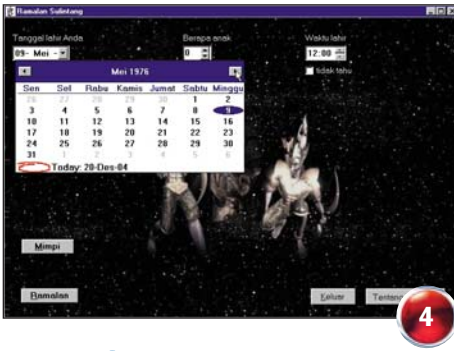 Ramalan Sulintang
Tanggal lahir Anda
Berapa anak
Waktu lahir
09- Mei -
0
12:00
tidak tahu
Mei 1976
Sen Sel Rabu Kamis Jumat Sabtu Minggu
26 27 28 29 30 1 2
3 4 5 6 7 8 9
10 11 12 13 14 15 16
17 18 19 20 21 22 23
24 25 26 27 28 29 30
31 1 2 3 4 5 6
Today: 20-Des-04
Mimpi
Ramalan
Keluar
4